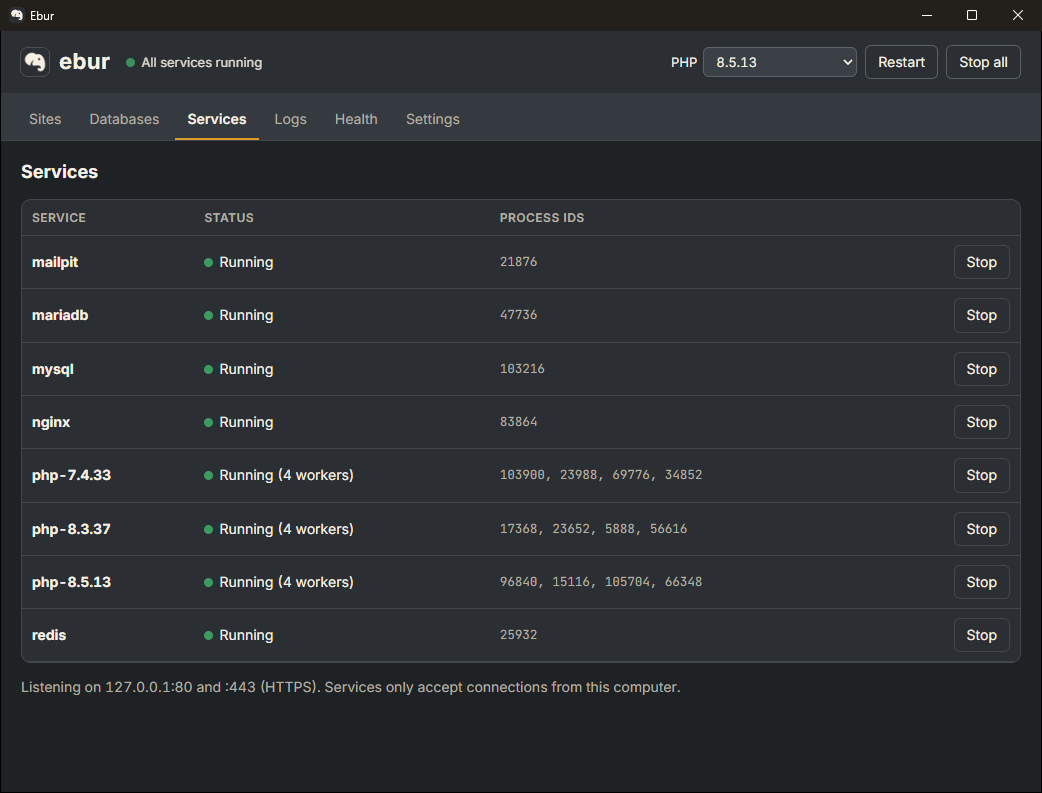 Ebur
ebur All services running PHP 8.5.13 Restart Stop all
Sites Databases Services Logs Health Settings
Services
SERVICE STATUS PROCESS IDS
mailpit Running 21876 Stop
mariadb Running 47736 Stop
mysql Running 103216 Stop
nginx Running 83864 Stop
php-7.4.33 Running (4 workers) 103900, 23988, 69776, 34852 Stop
php-8.3.37 Running (4 workers) 17368, 23652, 5888, 56616 Stop
php-8.5.13 Running (4 workers) 96840, 15116, 105704, 66348 Stop
redis Running 25932 Stop
Listening on 127.0.0.1:80 and :443 (HTTPS). Services only accept connections from this computer.